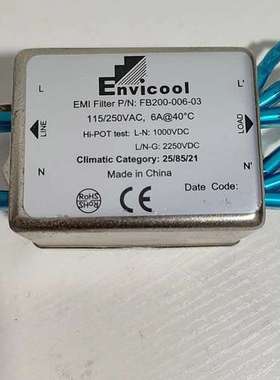 Envicool
L
L'
EMI Filter P/N: FB200-006-03
115/250VAC, 6A@40°C
Hi-POT test: L-N: 1000VDC
L/N-G: 2250VDC
LINE
LOAD
Climatic Category: 25/85/21
N
N'
Made in China
Date Code:
RoHS
RoHS
CE